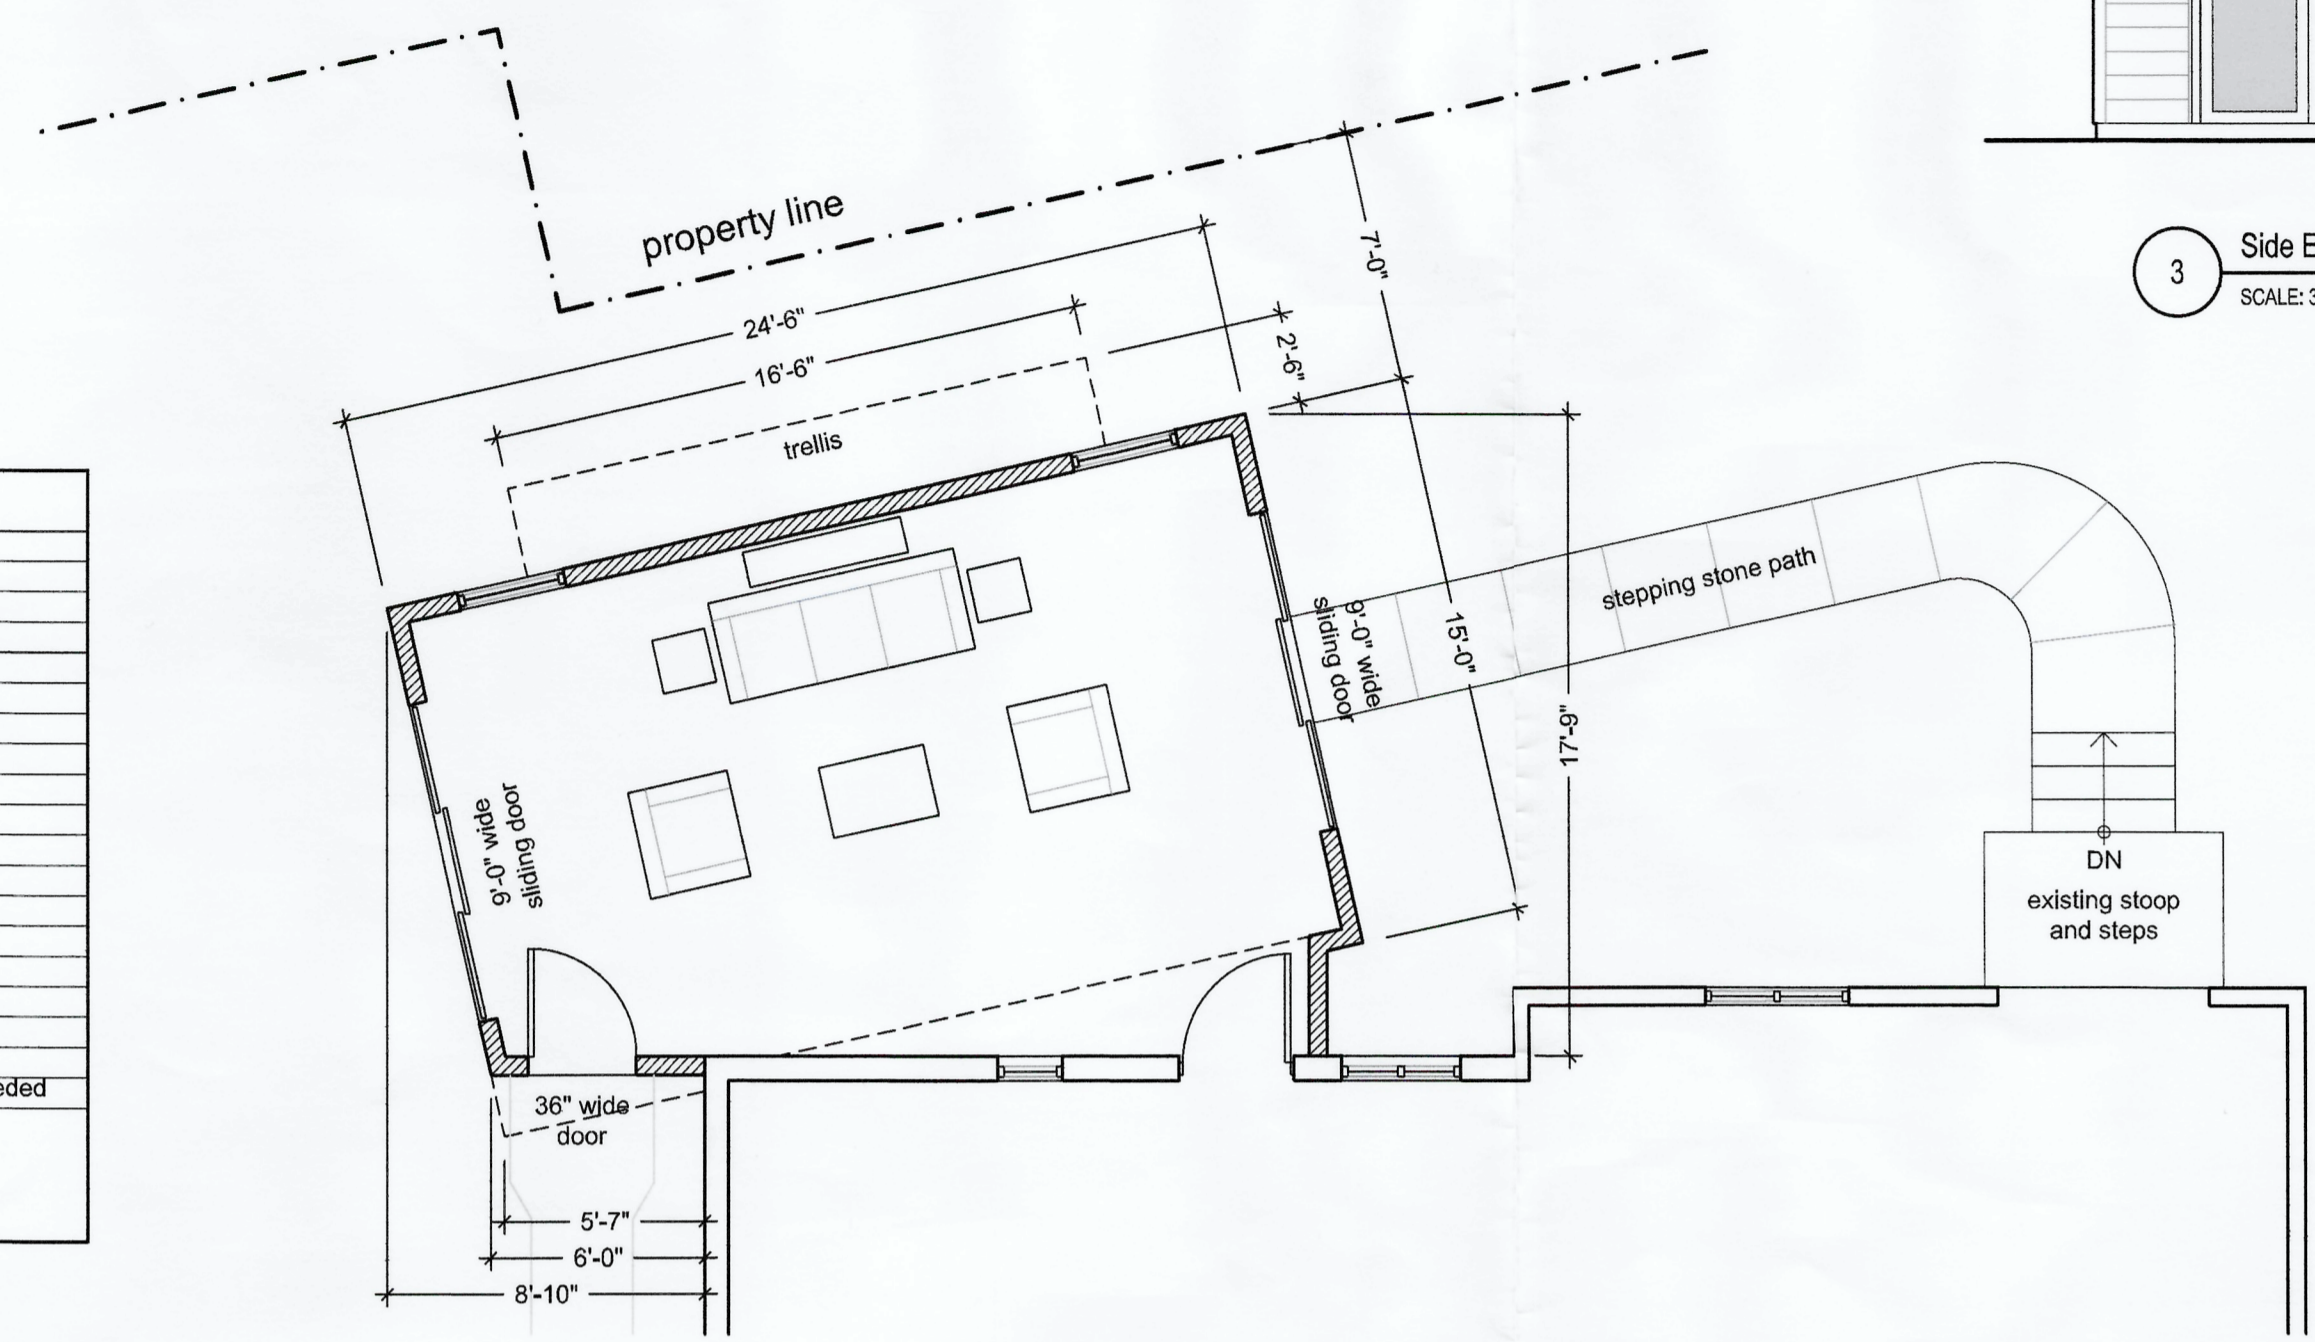 property line
24'-6"
16'-6"
trellis
7'-0"
2'-6"
3
SCALE: 3
Side E
stepping stone path
9'-0" wide
sliding door
15'-0"
17'-9"
9'-0" wide
sliding door
DN
existing stoop
and steps
eded
36" wide
door
5'-7"
6'-0"
8'-10"